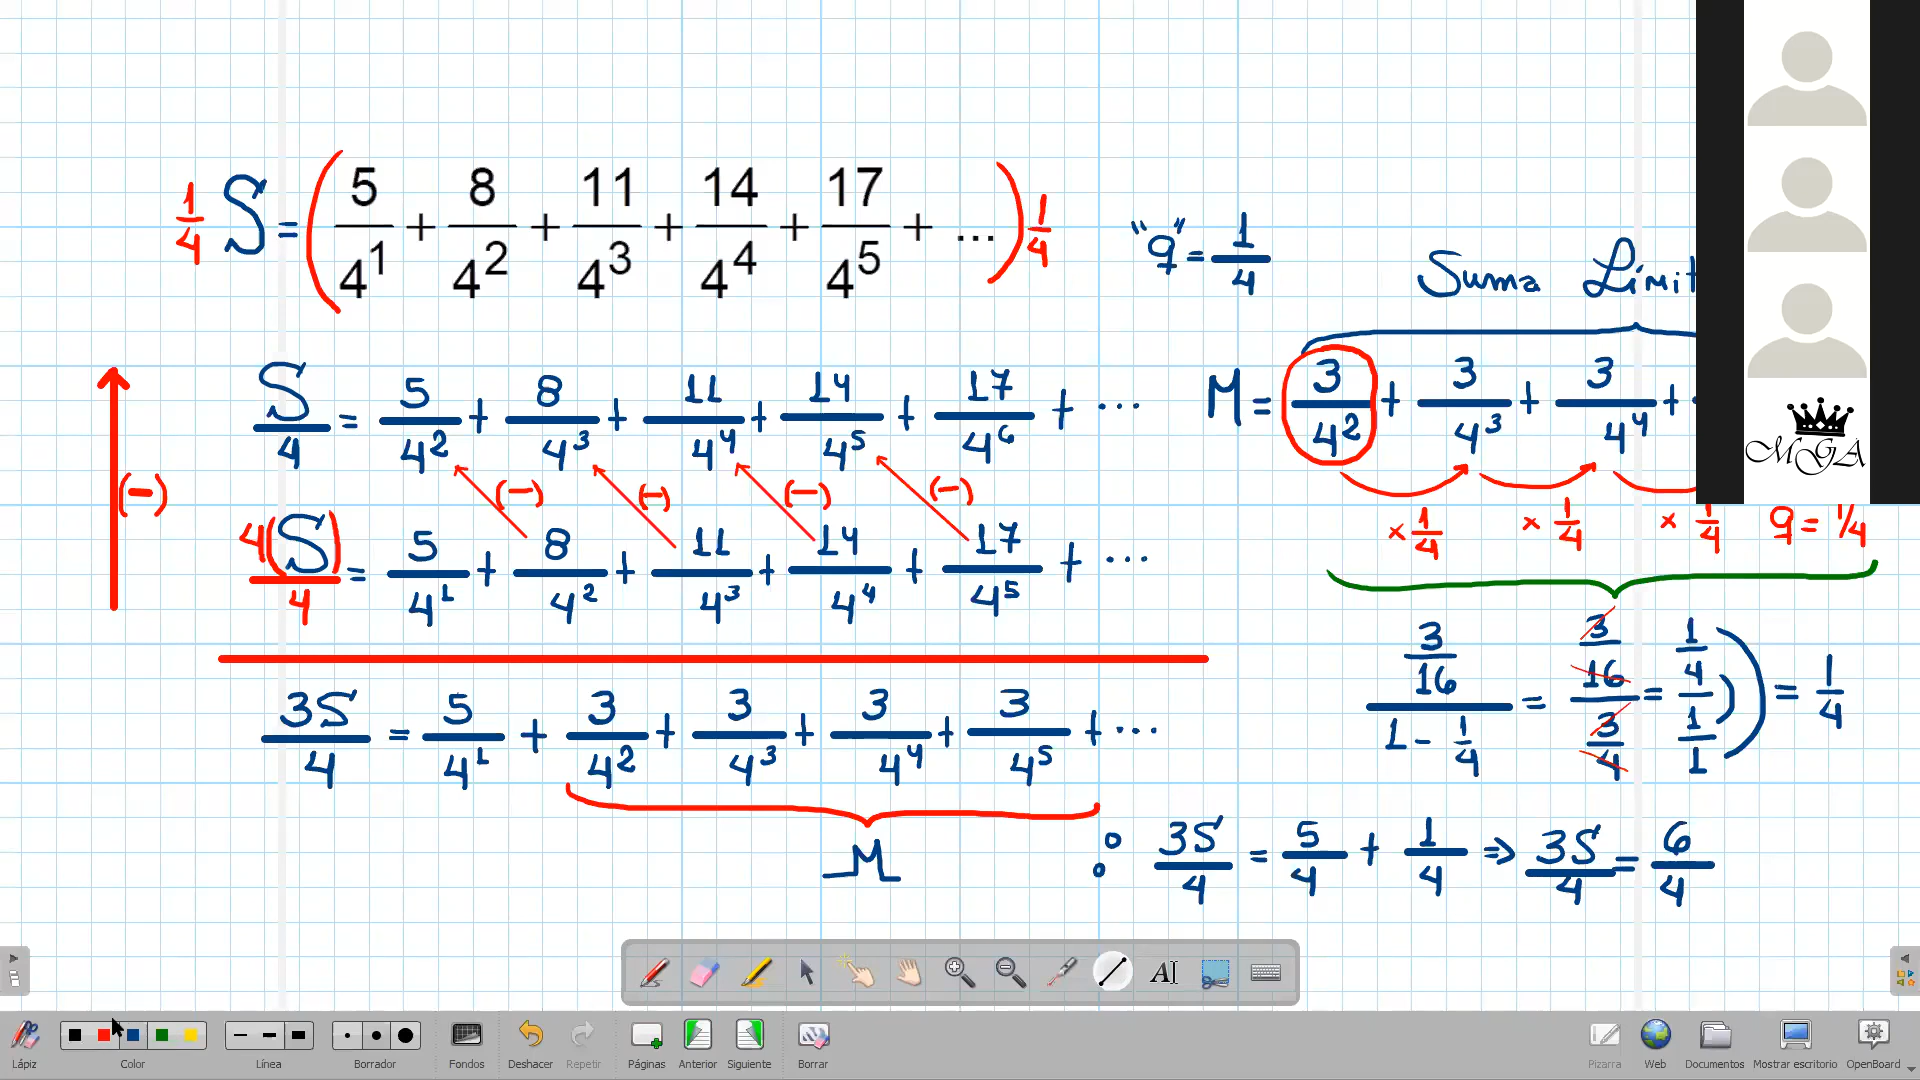 1/4 S = ( 5/4^1 + 8/4^2 + 11/4^3 + 14/4^4 + 17/4^5 + ... ) 1/4
"q" = 1/4
Suma Límit
S/4 = 5/4^2 + 8/4^3 + 11/4^4 + 14/4^5 + 17/4^6 + ...
M = 3/4^2 + 3/4^3 + 3/4^4 +
MGA
(-)
(-) (-) (-) (-)
× 1/4 × 1/4 × 1/4 q = 1/4
4(S)/4 = 5/4^1 + 8/4^2 + 11/4^3 + 14/4^4 + 17/4^5 + ...
3S/4 = 5/4^1 + 3/4^2 + 3/4^3 + 3/4^4 + 3/4^5 + ...
M
(3/16)/(1 - 1/4) = (3/16)/(3/4) = (1/4)/(1/1) = 1/4
3S/4 = 5/4 + 1/4 ⇒ 3S/4 = 6/4
Lápiz Color Línea Borrador Fondos Deshacer Repetir Páginas Anterior Siguiente Borrar Pizarra Web Documentos Mostrar escritorio OpenBoard